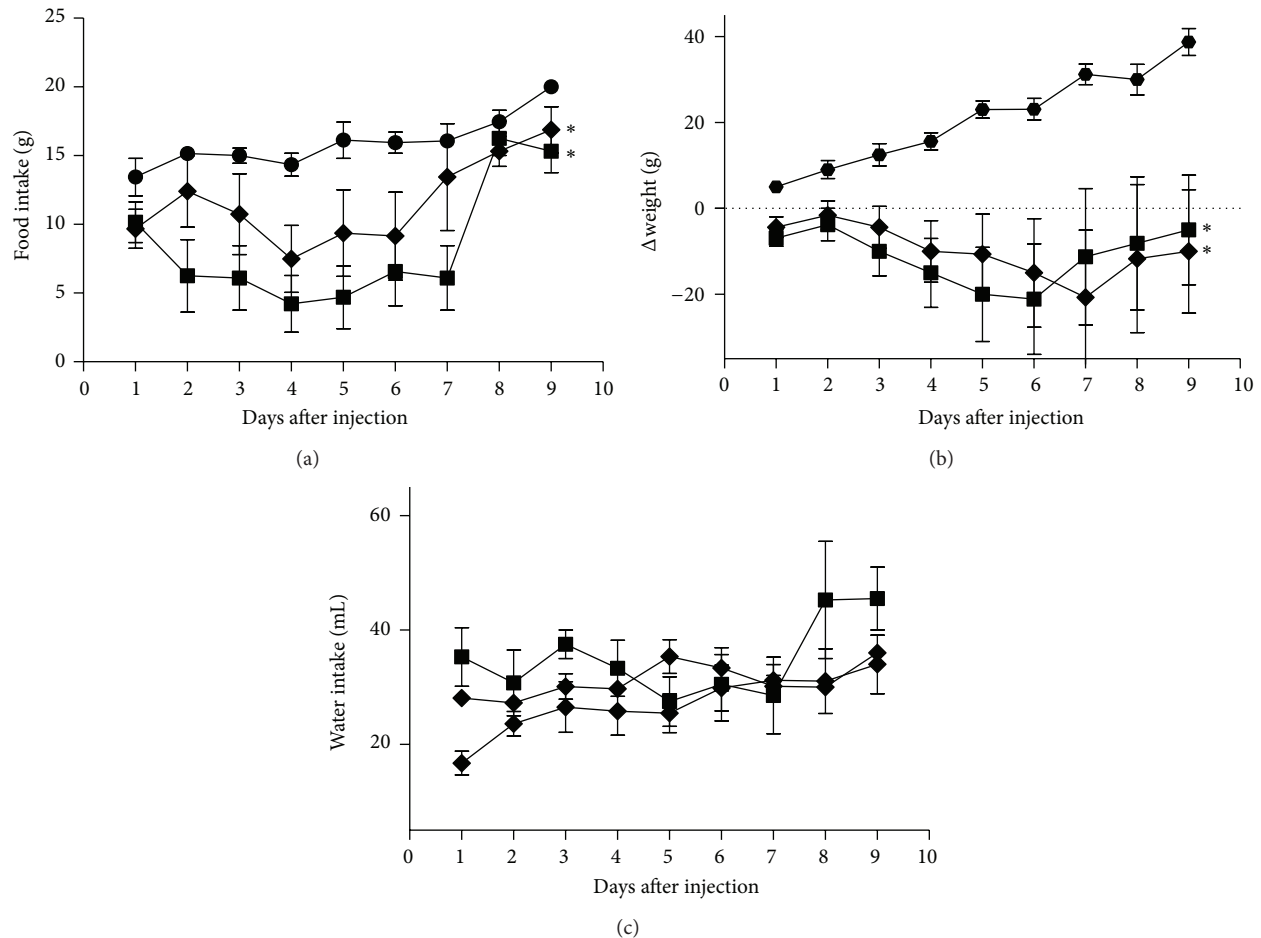 25
20
15
10
5
0
Food intake (g)
*
*
0 1 2 3 4 5 6 7 8 9 10
Days after injection
(a)
40
20
0
−20
Δweight (g)
*
*
0 1 2 3 4 5 6 7 8 9 10
Days after injection
(b)
60
40
20
Water intake (mL)
0 1 2 3 4 5 6 7 8 9 10
Days after injection
(c)